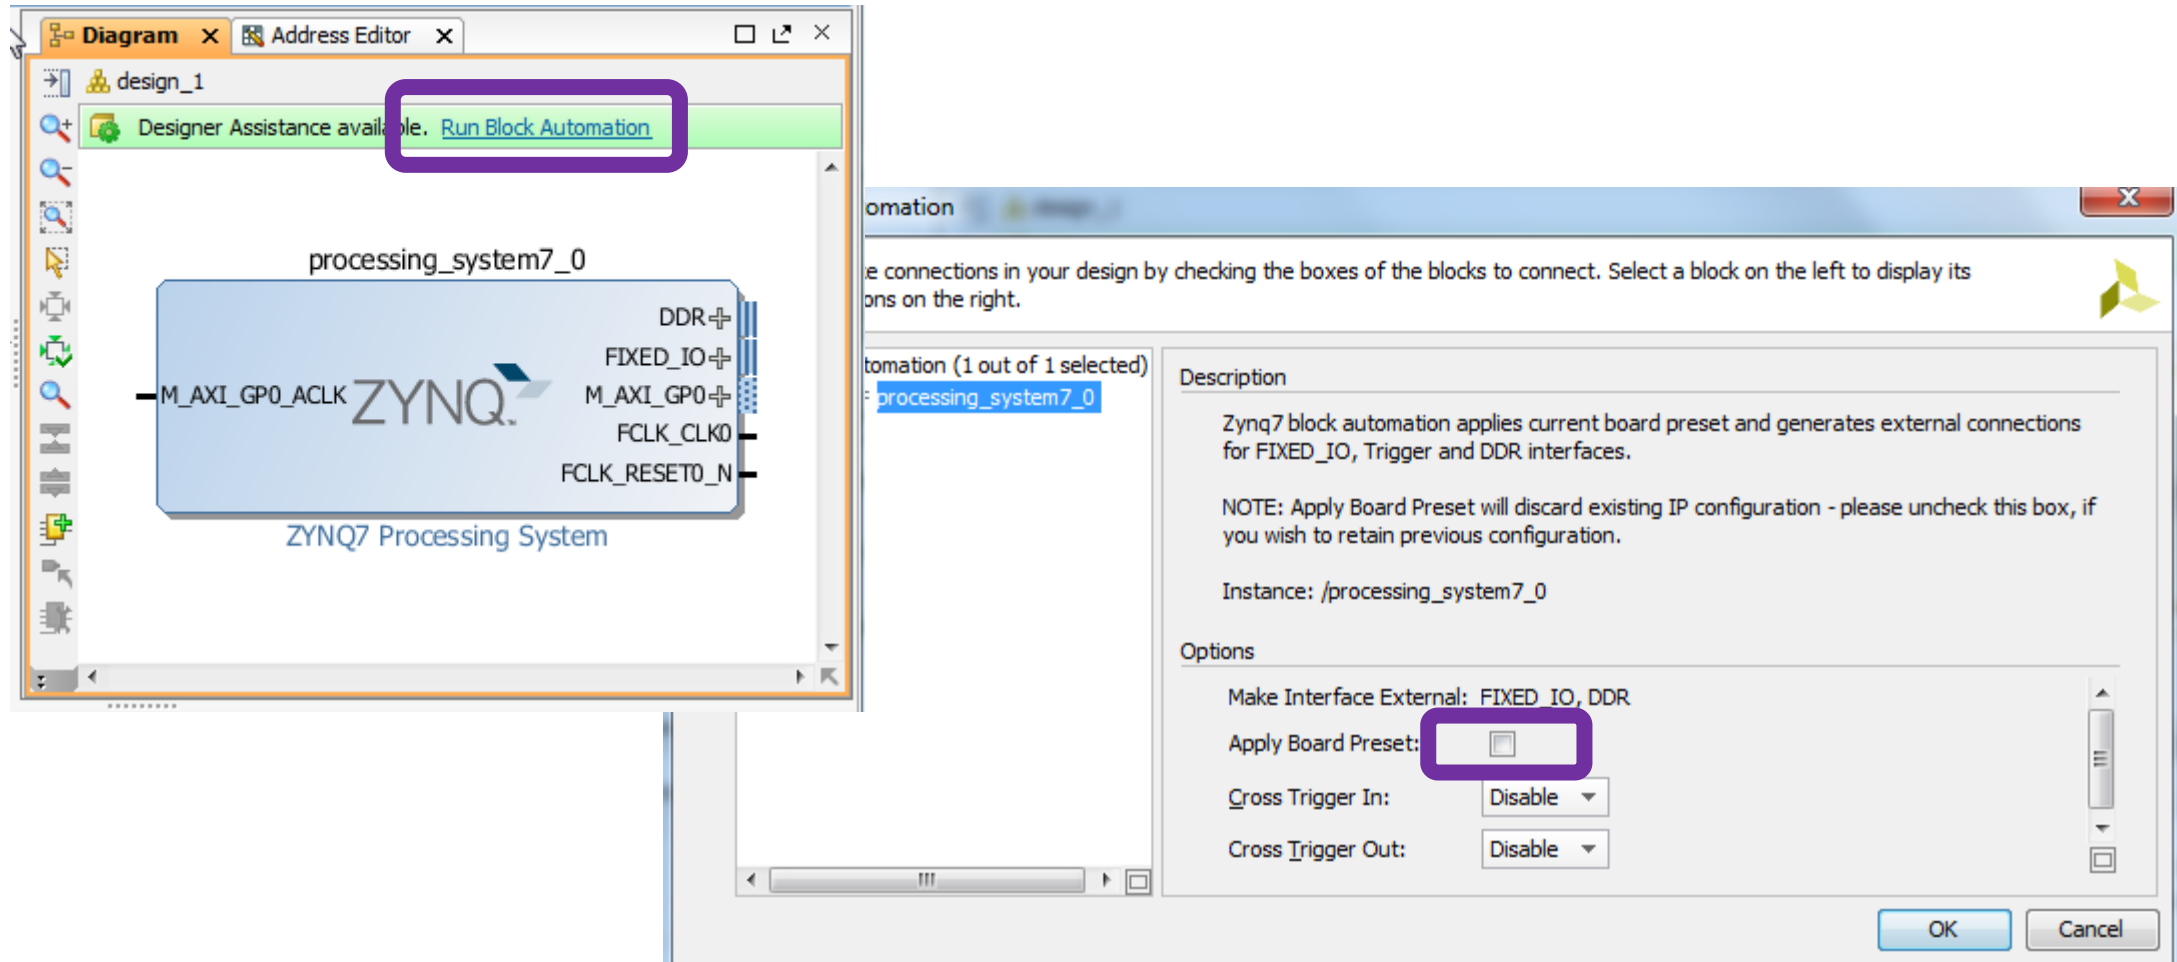 Diagram
Address Editor
design_1
Designer Assistance available. Run Block Automation
processing_system7_0
DDR
FIXED_IO
M_AXI_GP0_ACLK
ZYNQ
M_AXI_GP0
FCLK_CLK0
FCLK_RESET0_N
ZYNQ7 Processing System
omation
e connections in your design by checking the boxes of the blocks to connect. Select a block on the left to display its
ons on the right.
tomation (1 out of 1 selected)
processing_system7_0
Description
Zynq7 block automation applies current board preset and generates external connections
for FIXED_IO, Trigger and DDR interfaces.
NOTE: Apply Board Preset will discard existing IP configuration - please uncheck this box, if
you wish to retain previous configuration.
Instance: /processing_system7_0
Options
Make Interface External: FIXED_IO, DDR
Apply Board Preset:
Cross Trigger In: Disable
Cross Trigger Out: Disable
OK
Cancel